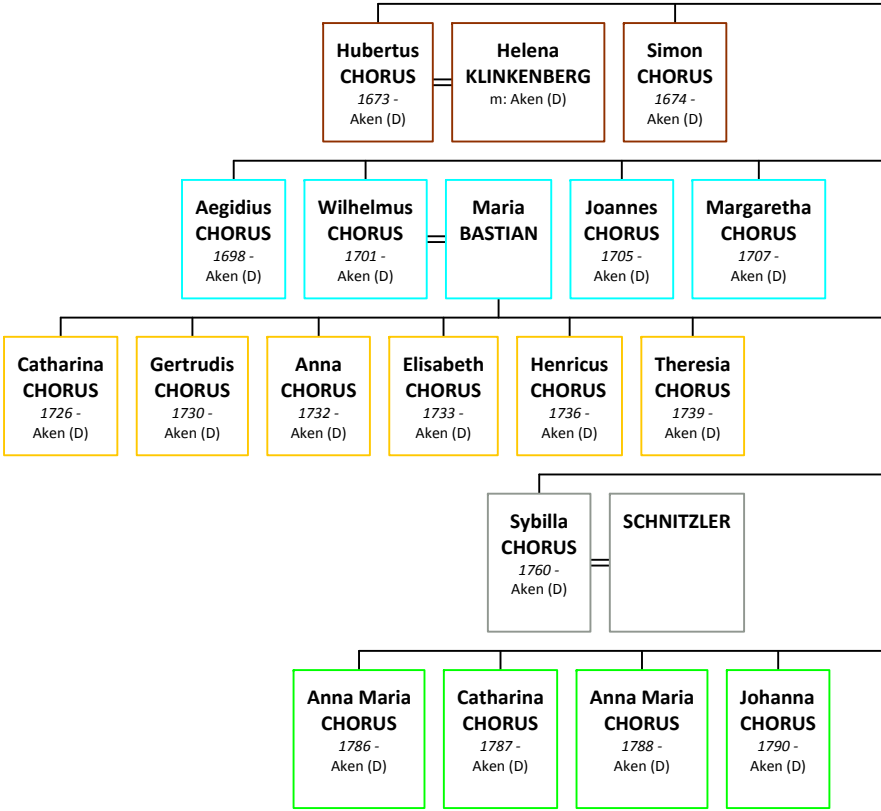 Hubertus
CHORUS
1673 -
Aken (D)
Helena
KLINKENBERG
m: Aken (D)
Simon
CHORUS
1674 -
Aken (D)
Aegidius
CHORUS
1698 -
Aken (D)
Wilhelmus
CHORUS
1701 -
Aken (D)
Maria
BASTIAN
Joannes
CHORUS
1705 -
Aken (D)
Margaretha
CHORUS
1707 -
Aken (D)
Catharina
CHORUS
1726 -
Aken (D)
Gertrudis
CHORUS
1730 -
Aken (D)
Anna
CHORUS
1732 -
Aken (D)
Elisabeth
CHORUS
1733 -
Aken (D)
Henricus
CHORUS
1736 -
Aken (D)
Theresia
CHORUS
1739 -
Aken (D)
Sybilla
CHORUS
1760 -
Aken (D)
SCHNITZLER
Anna Maria
CHORUS
1786 -
Aken (D)
Catharina
CHORUS
1787 -
Aken (D)
Anna Maria
CHORUS
1788 -
Aken (D)
Johanna
CHORUS
1790 -
Aken (D)